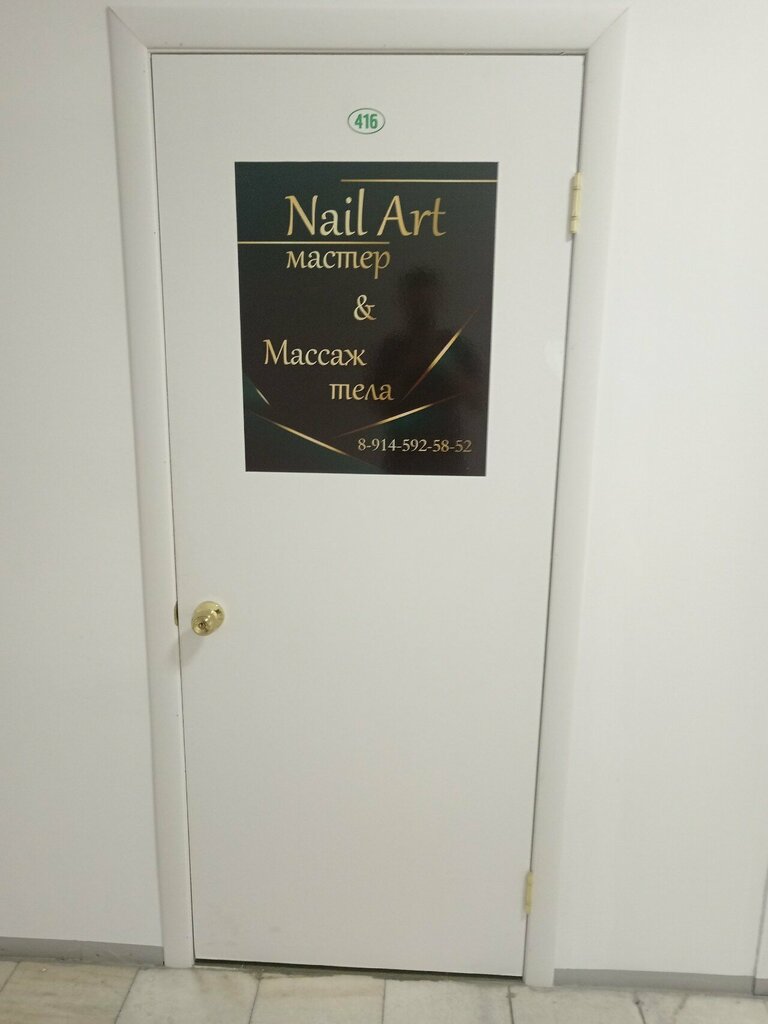 416
Nail Art
мастер
&
Массаж
тела
8-914-592-58-52